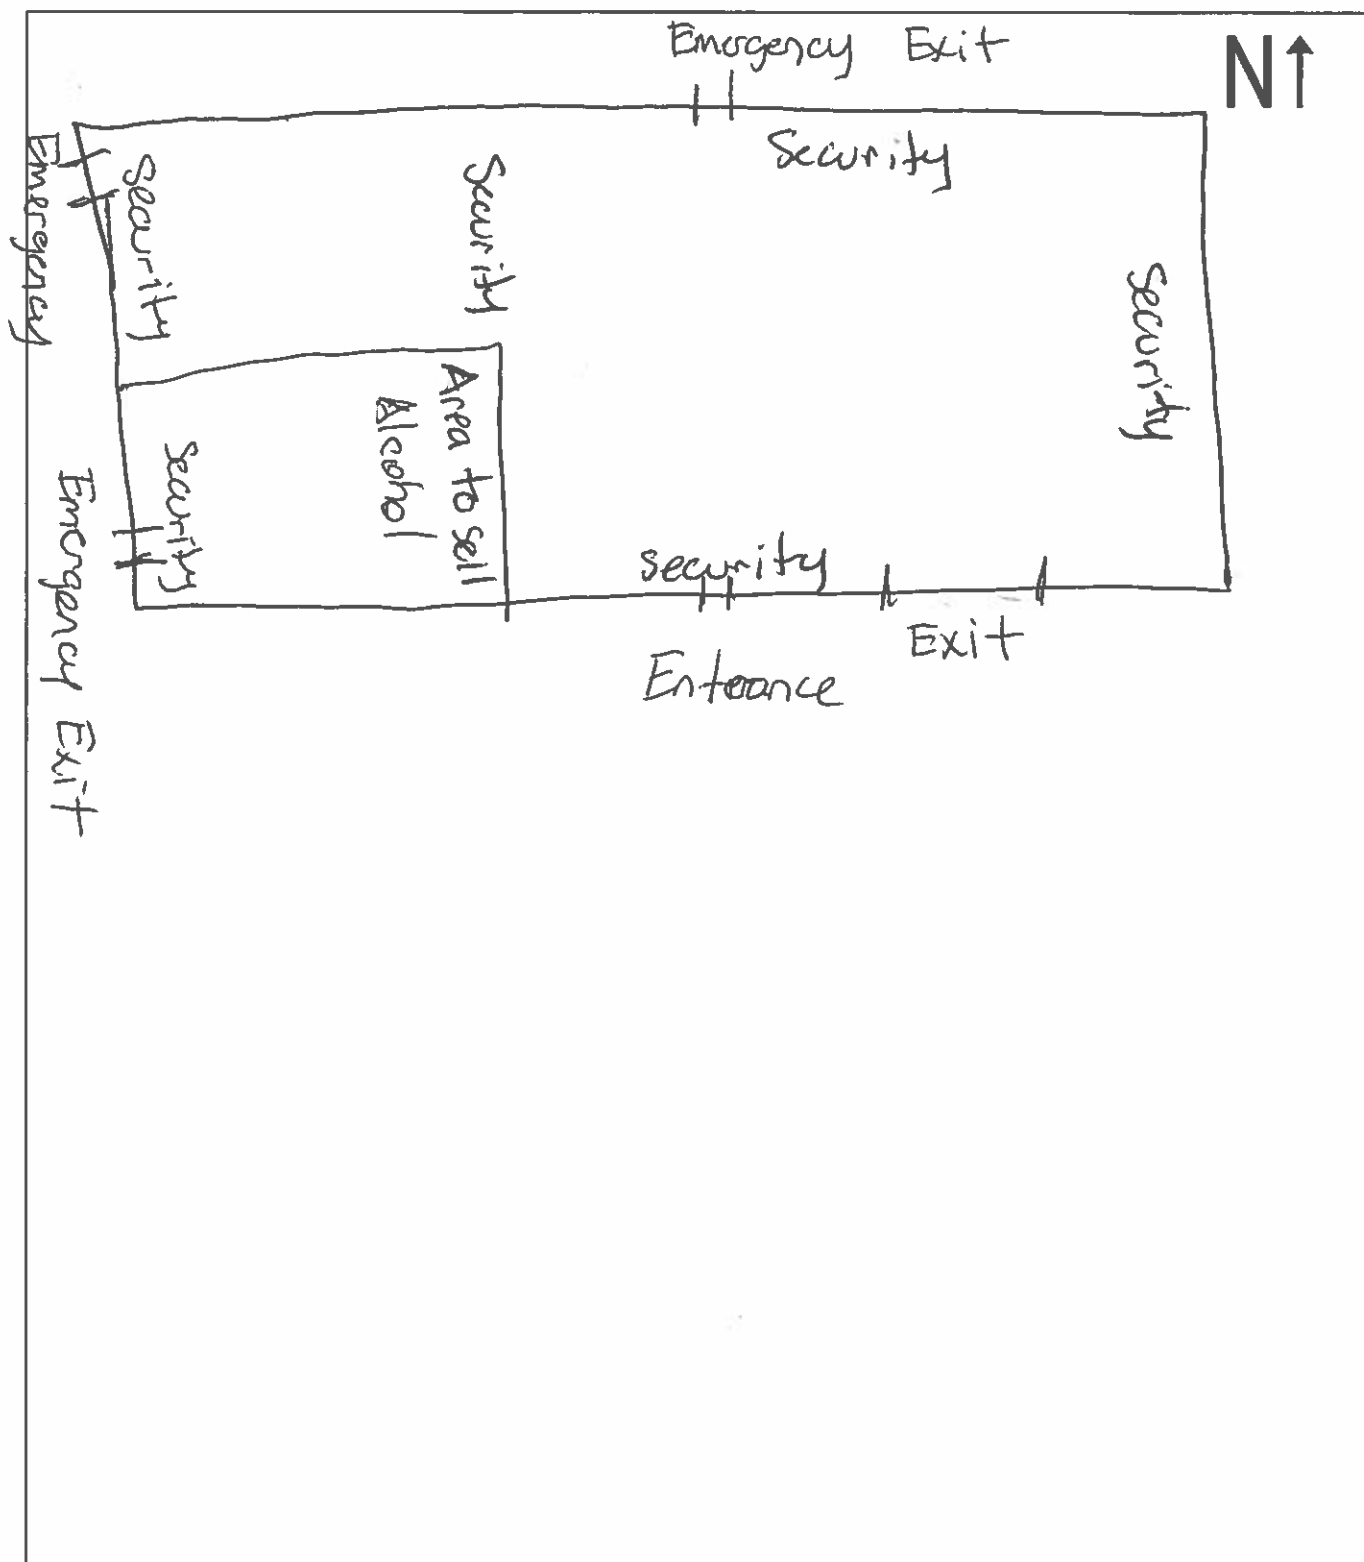 Emergency Exit
N
Security
Emergency
Security
Security
Security
Area to sell
Alcohol
Security
Emergency Exit
security
Exit
Entrance